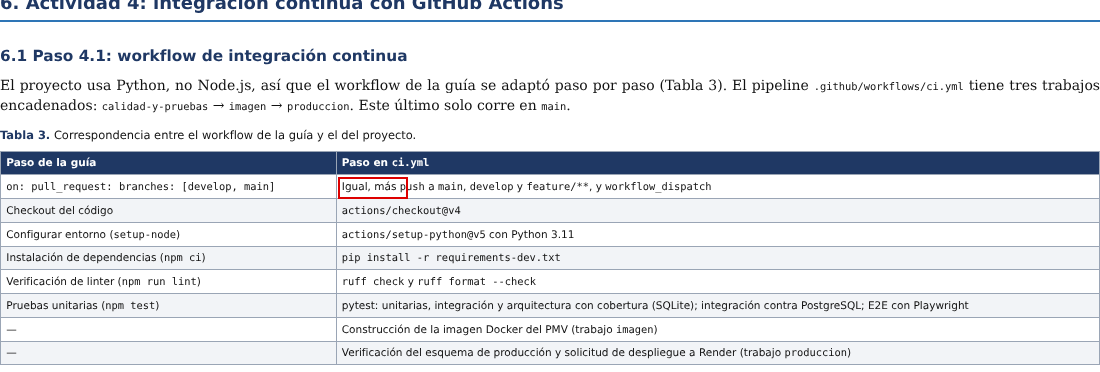 6. Actividad 4: integración continua con GitHub Actions
6.1 Paso 4.1: workflow de integración continua
El proyecto usa Python, no Node.js, así que el workflow de la guía se adaptó paso por paso (Tabla 3). El pipeline .github/workflows/ci.yml tiene tres trabajos
encadenados: calidad-y-pruebas → imagen → produccion. Este último solo corre en main.
Tabla 3. Correspondencia entre el workflow de la guía y el del proyecto.
Paso de la guía Paso en ci.yml
on: pull_request: branches: [develop, main] Igual, más push a main, develop y feature/**, y workflow_dispatch
Checkout del código actions/checkout@v4
Configurar entorno (setup-node) actions/setup-python@v5 con Python 3.11
Instalación de dependencias (npm ci) pip install -r requirements-dev.txt
Verificación de linter (npm run lint) ruff check y ruff format --check
Pruebas unitarias (npm test) pytest: unitarias, integración y arquitectura con cobertura (SQLite); integración contra PostgreSQL; E2E con Playwright
— Construcción de la imagen Docker del PMV (trabajo imagen)
— Verificación del esquema de producción y solicitud de despliegue a Render (trabajo produccion)